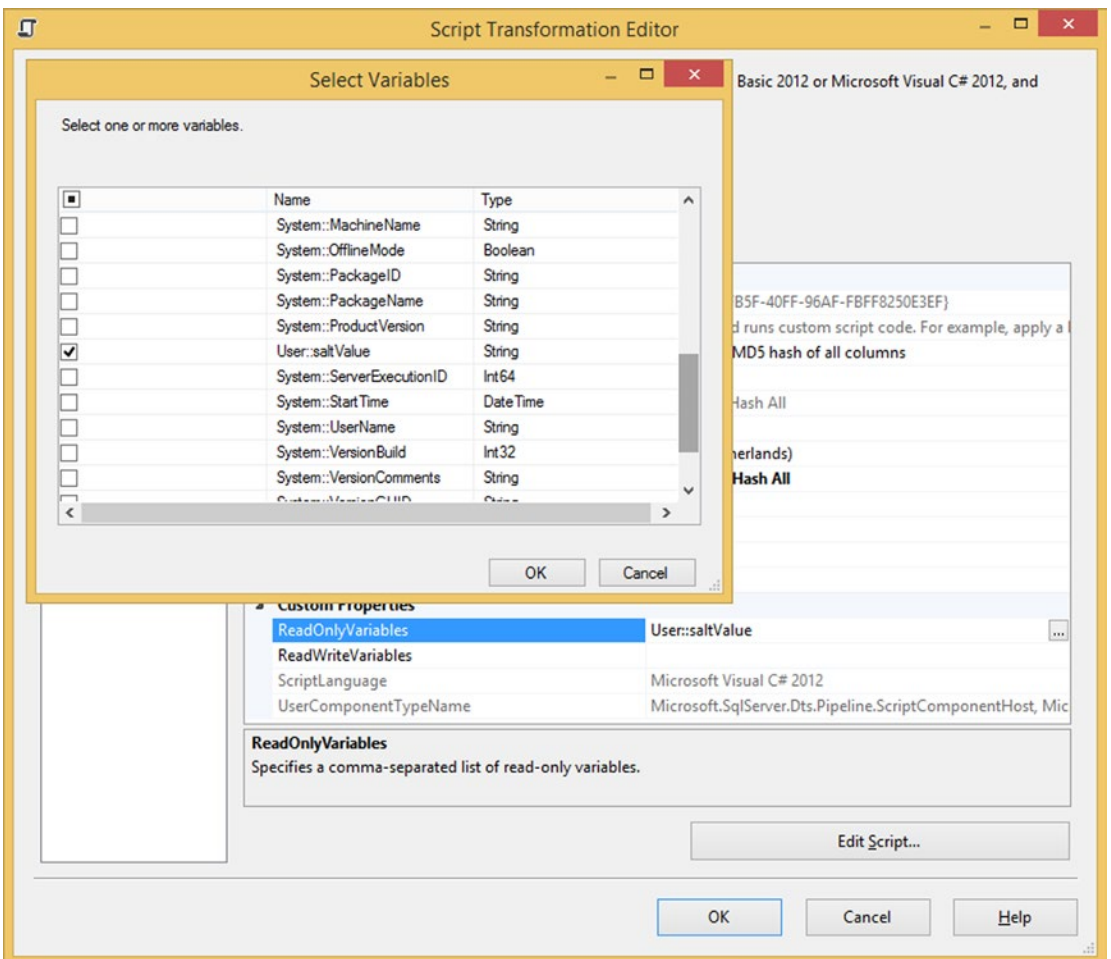 Script Transformation Editor
Select Variables
Basic 2012 or Microsoft Visual C# 2012, and
Select one or more variables.
Name Type
System::MachineName String
System::OfflineMode Boolean
System::PackageID String
System::PackageName String
System::ProductVersion String
User::saltValue String
System::ServerExecutionID Int64
System::StartTime DateTime
System::UserName String
System::VersionBuild Int32
System::VersionComments String
OK Cancel
B5F-40FF-96AF-FBFF8250E3EF}
d runs custom script code. For example, apply a
MD5 hash of all columns
Hash All
herlands)
Hash All
Custom Properties
ReadOnlyVariables User::saltValue ...
ReadWriteVariables
ScriptLanguage Microsoft Visual C# 2012
UserComponentTypeName Microsoft.SqlServer.Dts.Pipeline.ScriptComponentHost, Mic
ReadOnlyVariables
Specifies a comma-separated list of read-only variables.
Edit Script...
OK Cancel Help